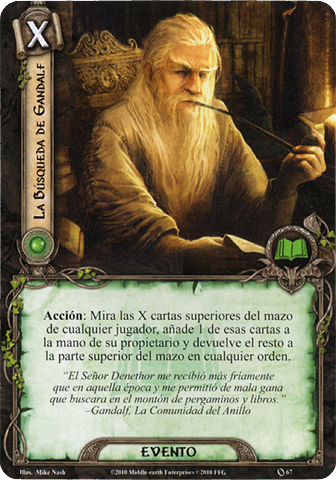 X
LA BÚSQUEDA DE GANDALF
Acción: Mira las X cartas superiores del mazo
de cualquier jugador, añade 1 de esas cartas a
la mano de su propietario y devuelve el resto a
la parte superior del mazo en cualquier orden.
“El Señor Denethor me recibió más fríamente
que en aquella época y me permitió de mala gana
que buscara en el montón de pergaminos y libros.”
–Gandalf, La Comunidad del Anillo
EVENTO
Illus. Mike Nash
©2010 Middle-earth Enterprises ©2010 FFG
67